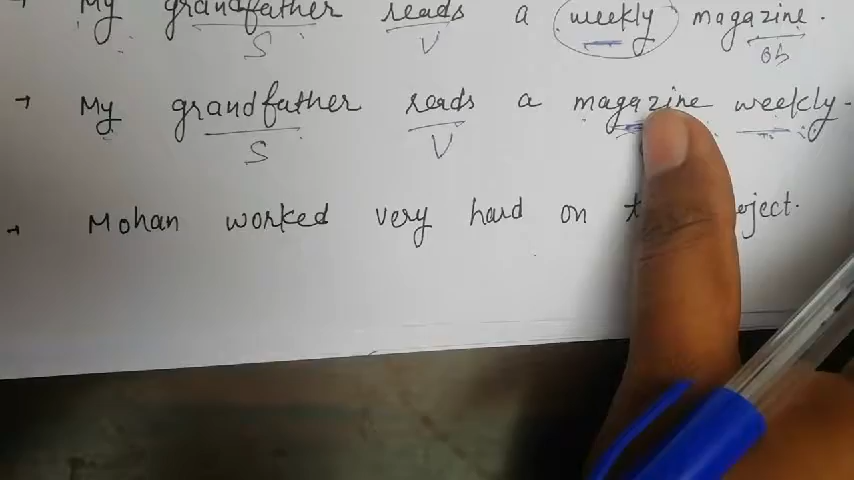 → My grandfather reads a weekly magazine.
S V Ob
→ My grandfather reads a magazine weekly.
S V
→ Mohan worked very hard on